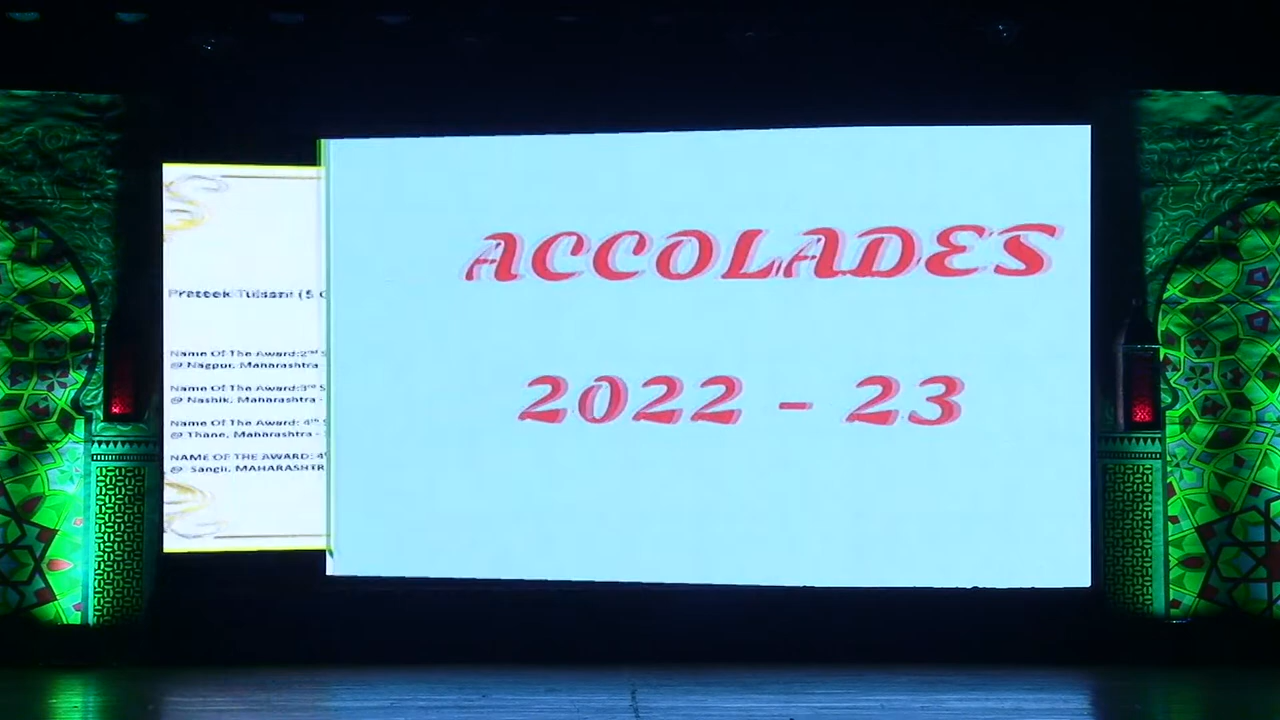 ACCOLADES
2022 - 23
Prateek Tulsani (5
Name Of The Award:2nd S
@ Nagpur, Maharashtra -
Name Of The Award:3rd S
@ Nashik, Maharashtra -
Name Of The Award: 4th S
@ Thane, Maharashtra -
NAME OF THE AWARD: 4
@ Sangli, MAHARASHTR